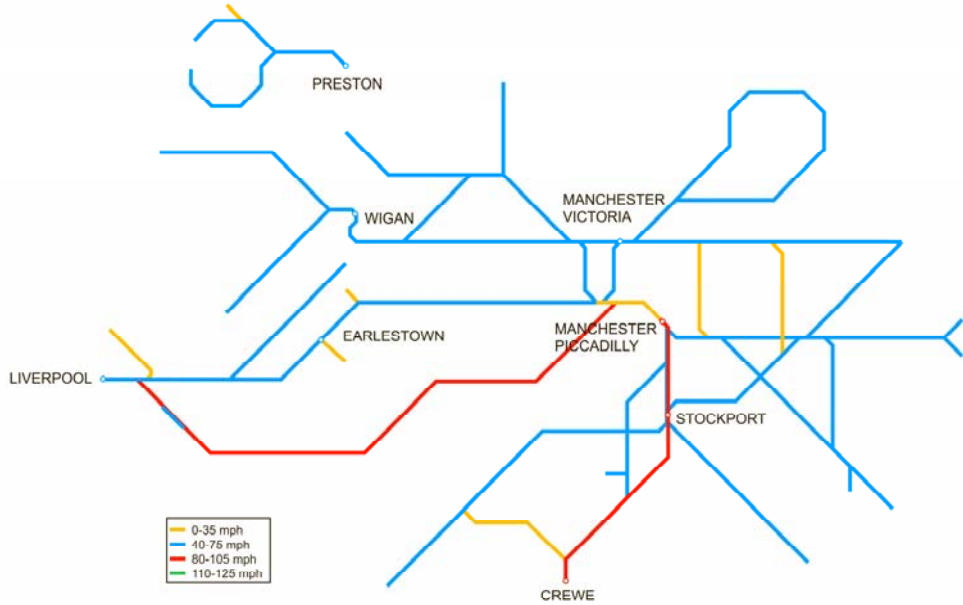 PRESTON
MANCHESTER
VICTORIA
WIGAN
EARLESTOWN
MANCHESTER
PICCADILLY
LIVERPOOL
STOCKPORT
0-35 mph
40-75 mph
80-105 mph
110-125 mph
CREWE